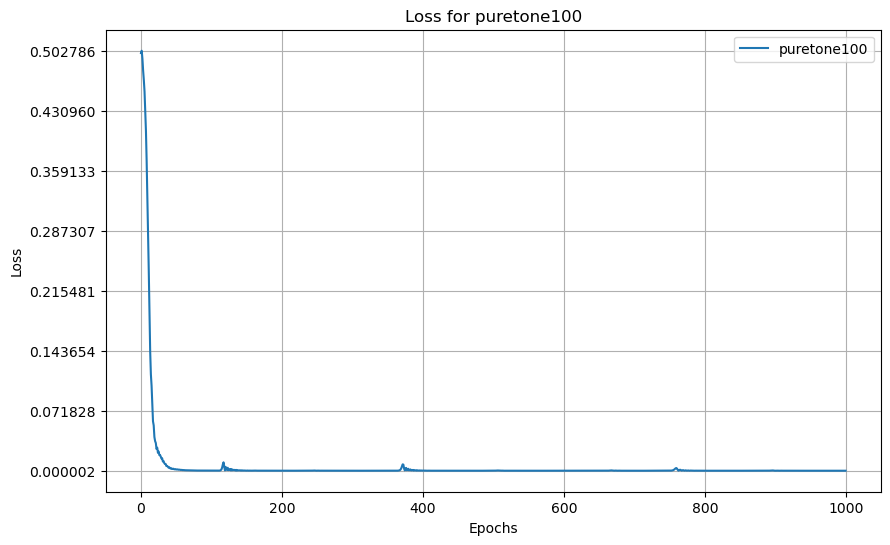 Loss for puretone100
puretone100
0.502786
0.430960
0.359133
0.287307
0.215481
0.143654
0.071828
0.000002
Loss
0 200 400 600 800 1000
Epochs